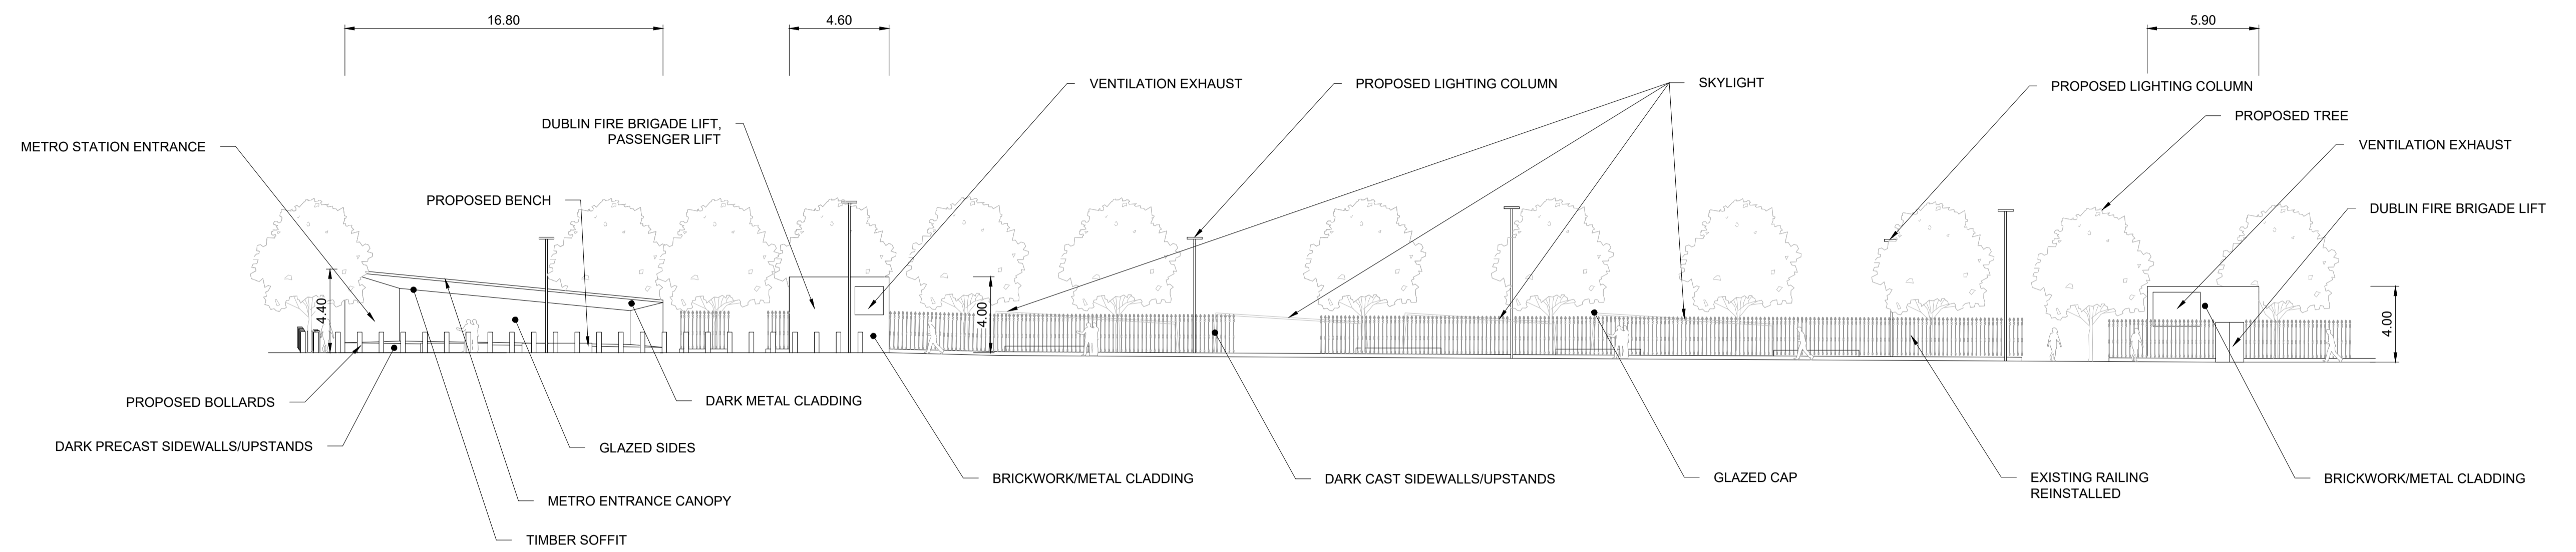 16.80
4.60
5.90
VENTILATION EXHAUST
PROPOSED LIGHTING COLUMN
SKYLIGHT
PROPOSED LIGHTING COLUMN
PROPOSED TREE
DUBLIN FIRE BRIGADE LIFT,
PASSENGER LIFT
METRO STATION ENTRANCE
VENTILATION EXHAUST
PROPOSED BENCH
DUBLIN FIRE BRIGADE LIFT
4.40
4.00
4.00
PROPOSED BOLLARDS
DARK METAL CLADDING
DARK PRECAST SIDEWALLS/UPSTANDS
GLAZED SIDES
BRICKWORK/METAL CLADDING
DARK CAST SIDEWALLS/UPSTANDS
GLAZED CAP
EXISTING RAILING
REINSTALLED
BRICKWORK/METAL CLADDING
METRO ENTRANCE CANOPY
TIMBER SOFFIT